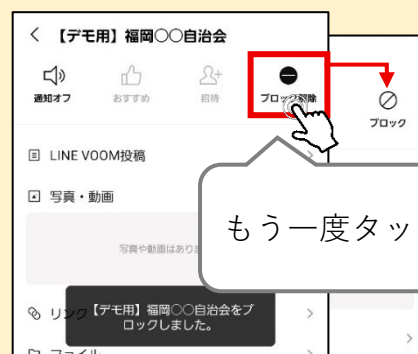 【デモ用】福岡〇〇自治会
通知オフ
おすすめ
招待
ブロック解除
ブロック
LINE VOOM投稿
写真・動画
もう一度タッ
写真や動画はあり
リンク
【デモ用】福岡〇〇自治会をブ
ロックしました。
ファイル